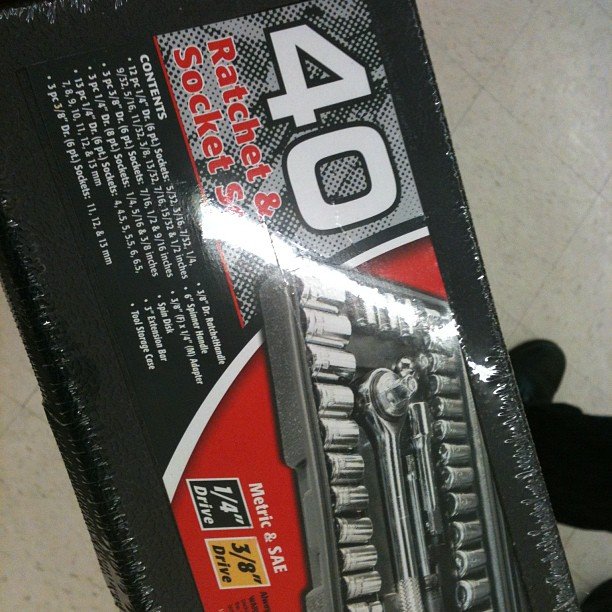 40
Ratchet &
Socket S
CONTENTS
• 12 pc 1/4" Dr. (6 pt.) Sockets: 5/32, 3/16, 7/32, 1/4,
9/32, 5/16, 11/32, 3/8, 13/32, 7/16, 15/32 & 1/2 inches
• 3 pc 3/8" Dr. (6 pt.) Sockets: 7/16, 1/2 & 9/16 inches
• 3 pc 1/4" Dr. (8 pt.) Sockets: 1/4, 5/16 & 3/8 inches
• 13 pc 1/4" Dr. (6 pt.) Sockets: 4, 4.5, 5, 5.5, 6, 6.5,
7, 8, 9, 10, 11, 12 & 13 mm
• 3 pc 3/8" Dr. (6 pt.) Sockets: 11, 12, & 13 mm
• 3/8" Dr. RatchetHandle
• 6" Spinner Handle
• 3/8" (F) x 1/4" (M) Adapter
• Spin Disk
• 3" Extension Bar
• Tool Storage Case
Metric & SAE
1/4"
Drive
3/8"
Drive